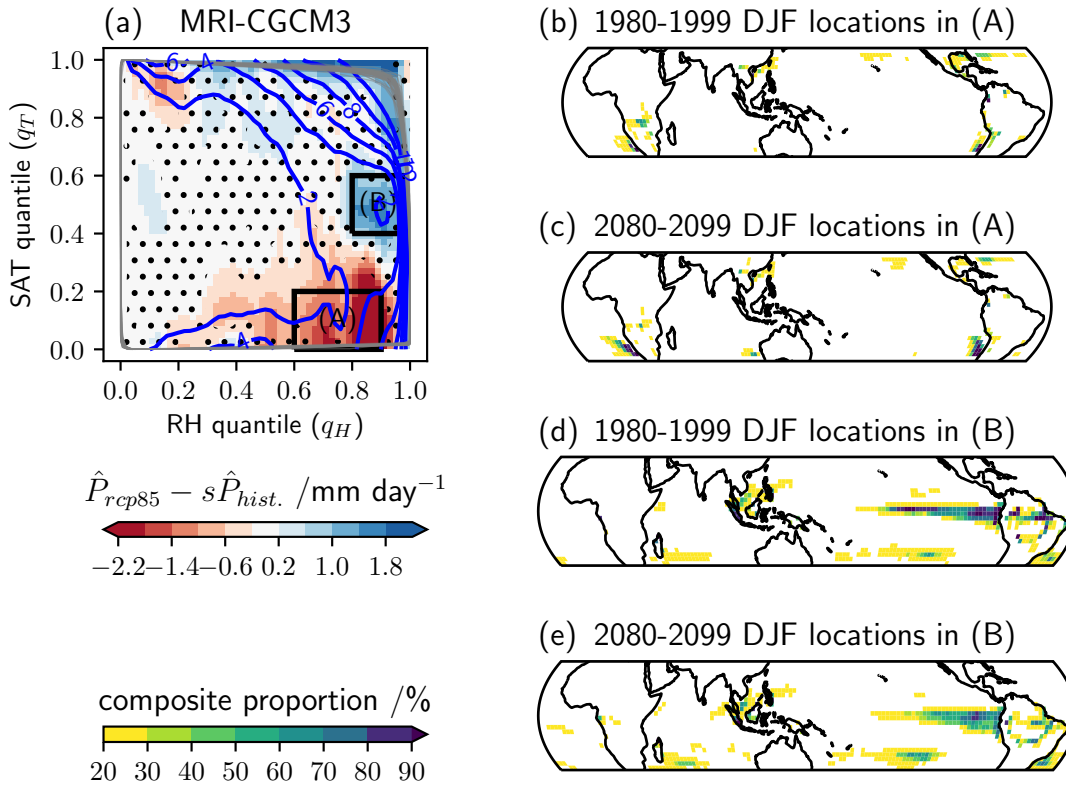 (a) MRI-CGCM3
1.0
0.8
0.6
0.4
0.2
0.0
SAT quantile (q_T)
6
4
6
8
10
2
2
4
(B)
(A)
0.0 0.2 0.4 0.6 0.8 1.0
RH quantile (q_H)
P̂_rcp85 − sP̂_hist. /mm day⁻¹
−2.2 −1.4 −0.6 0.2 1.0 1.8
composite proportion /%
20 30 40 50 60 70 80 90
(b) 1980-1999 DJF locations in (A)
(c) 2080-2099 DJF locations in (A)
(d) 1980-1999 DJF locations in (B)
(e) 2080-2099 DJF locations in (B)